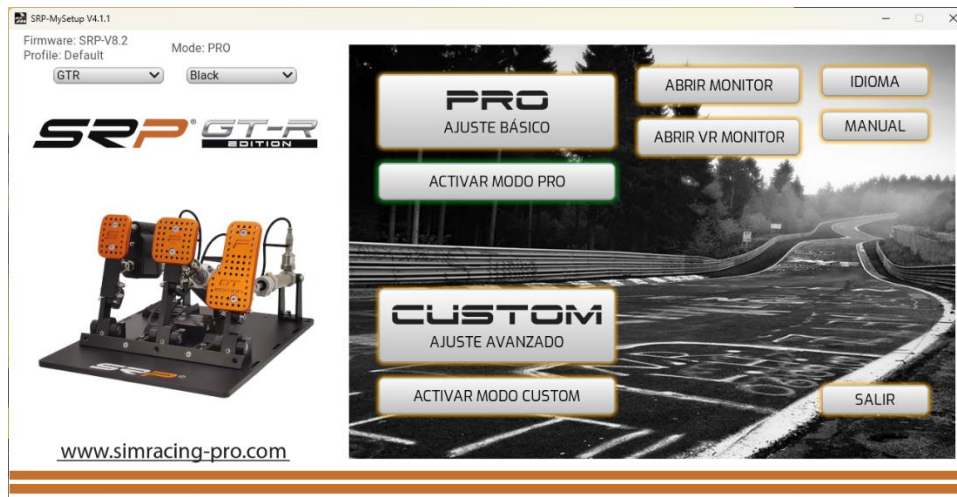 SRP-MySetup V4.1.1
Firmware: SRP-V8.2
Profile: Default
Mode: PRO
GTR
Black
SRP® GT-R
EDITION
PRO
AJUSTE BÁSICO
ACTIVAR MODO PRO
ABRIR MONITOR
IDIOMA
ABRIR VR MONITOR
MANUAL
CUSTOM
AJUSTE AVANZADO
ACTIVAR MODO CUSTOM
SALIR
SRP
www.simracing-pro.com